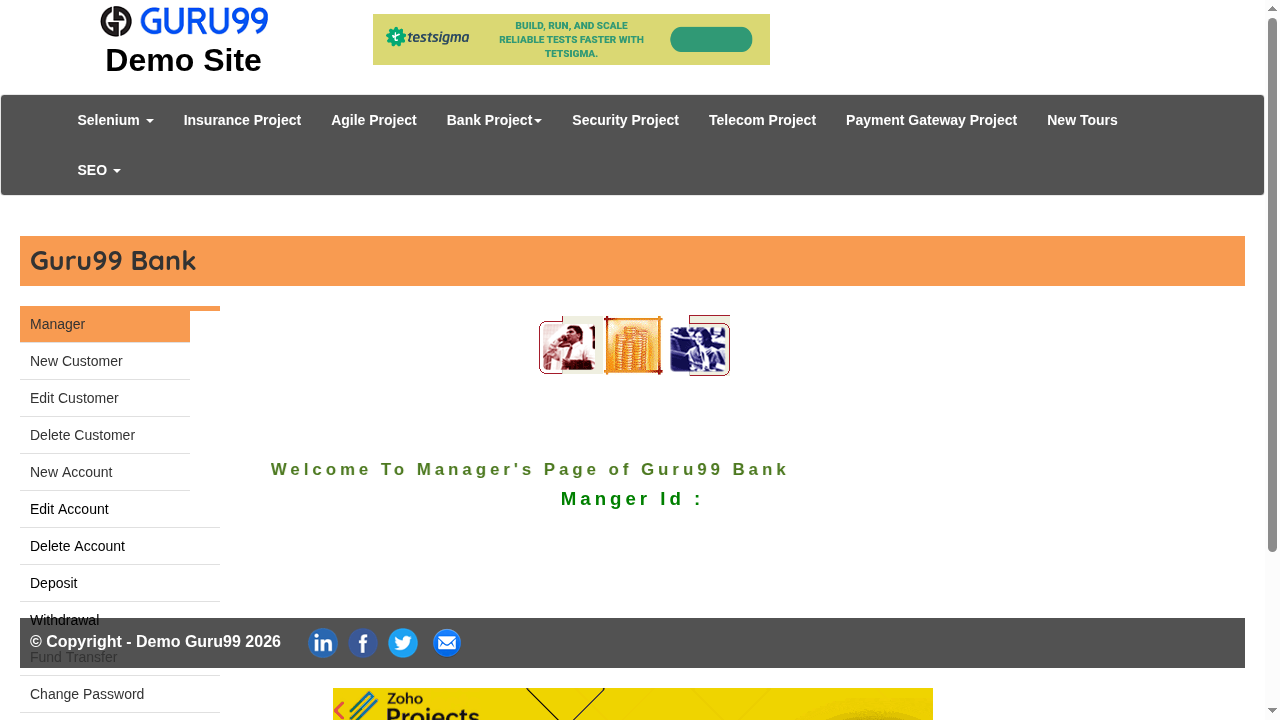 GURU99
Demo Site
testsigma
BUILD, RUN, AND SCALE
RELIABLE TESTS FASTER WITH
TETSIGMA.
Selenium
Insurance Project
Agile Project
Bank Project
Security Project
Telecom Project
Payment Gateway Project
New Tours
SEO
Guru99 Bank
Manager
New Customer
Edit Customer
Delete Customer
New Account
Edit Account
Delete Account
Deposit
Withdrawal
Fund Transfer
Change Password
Welcome To Manager's Page of Guru99 Bank
Manger Id :
© Copyright - Demo Guru99 2026
Zoho
Projects